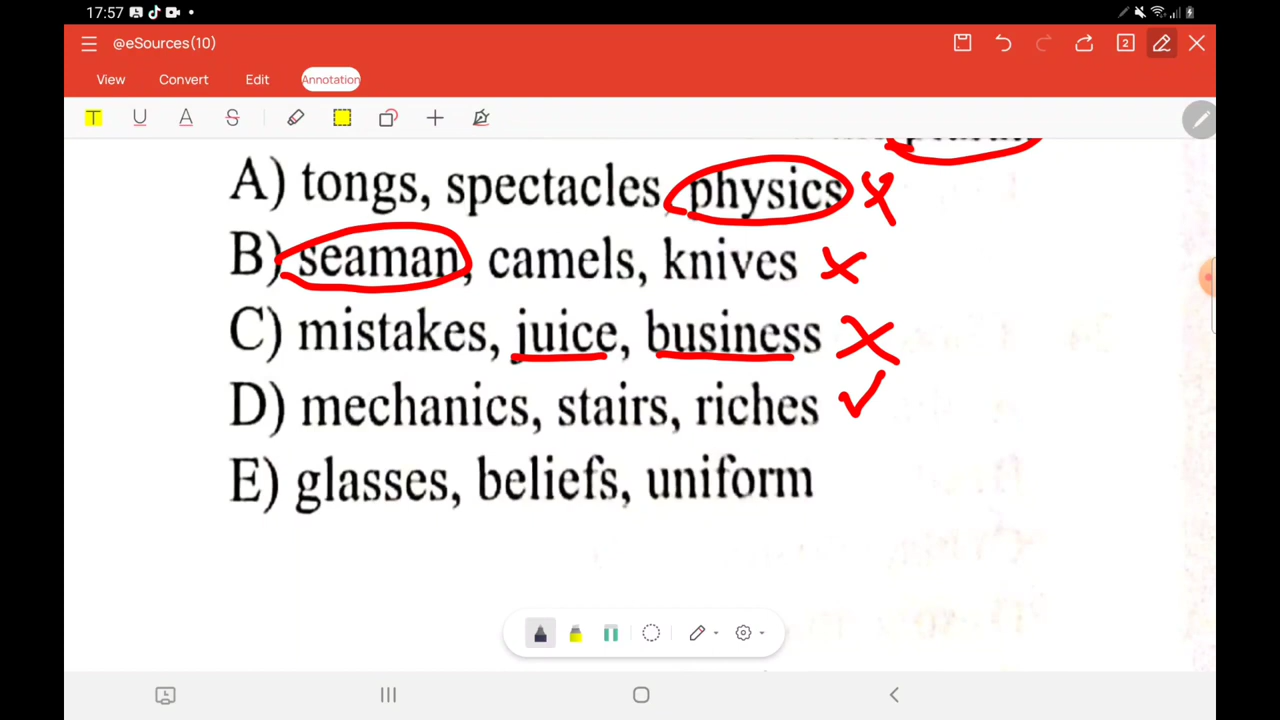 17:57
@eSources(10)
2
View Convert Edit Annotation
T U A S
A) tongs, spectacles, physics
B) seaman, camels, knives
C) mistakes, juice, business
D) mechanics, stairs, riches
E) glasses, beliefs, uniform